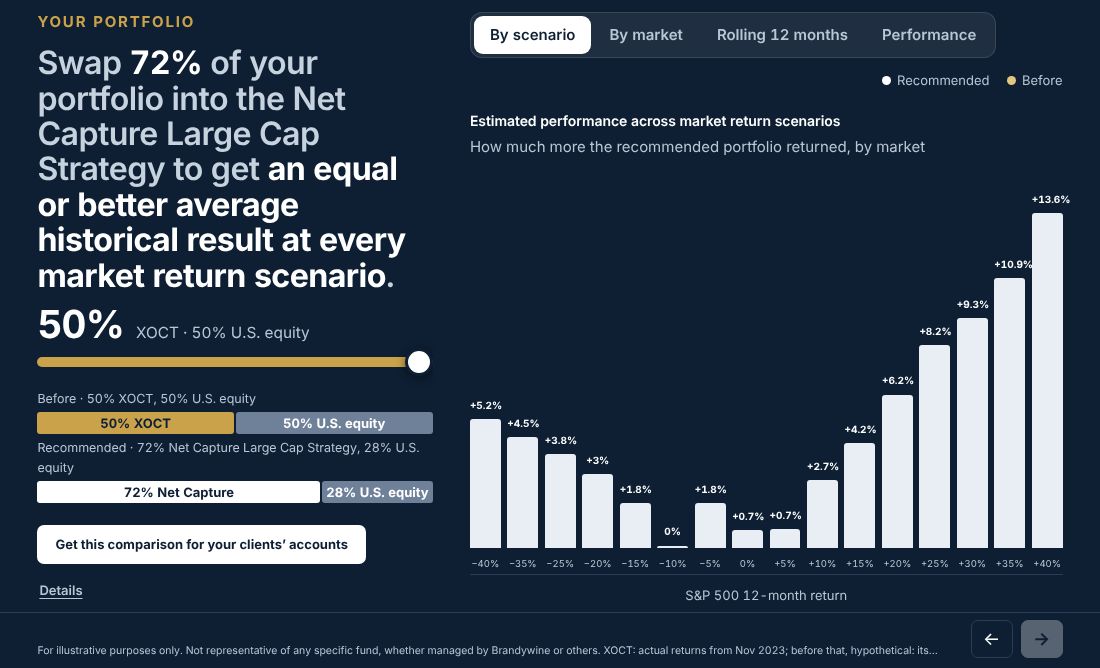 YOUR PORTFOLIO
Swap 72% of your
portfolio into the Net
Capture Large Cap
Strategy to get an equal
or better average
historical result at every
market return scenario.
50% XOCT · 50% U.S. equity
Before · 50% XOCT, 50% U.S. equity
50% XOCT 50% U.S. equity
Recommended · 72% Net Capture Large Cap Strategy, 28% U.S.
equity
72% Net Capture 28% U.S. equity
Get this comparison for your clients’ accounts
Details
By scenario By market Rolling 12 months Performance
Recommended Before
Estimated performance across market return scenarios
How much more the recommended portfolio returned, by market
+5.2% +4.5% +3.8% +3% +1.8% 0% +1.8% +0.7% +0.7% +2.7% +4.2% +6.2% +8.2% +9.3% +10.9% +13.6%
−40% −35% −25% −20% −15% −10% −5% 0% +5% +10% +15% +20% +25% +30% +35% +40%
S&P 500 12-month return
For illustrative purposes only. Not representative of any specific fund, whether managed by Brandywine or others. XOCT: actual returns from Nov 2023; before that, hypothetical: its…
← →